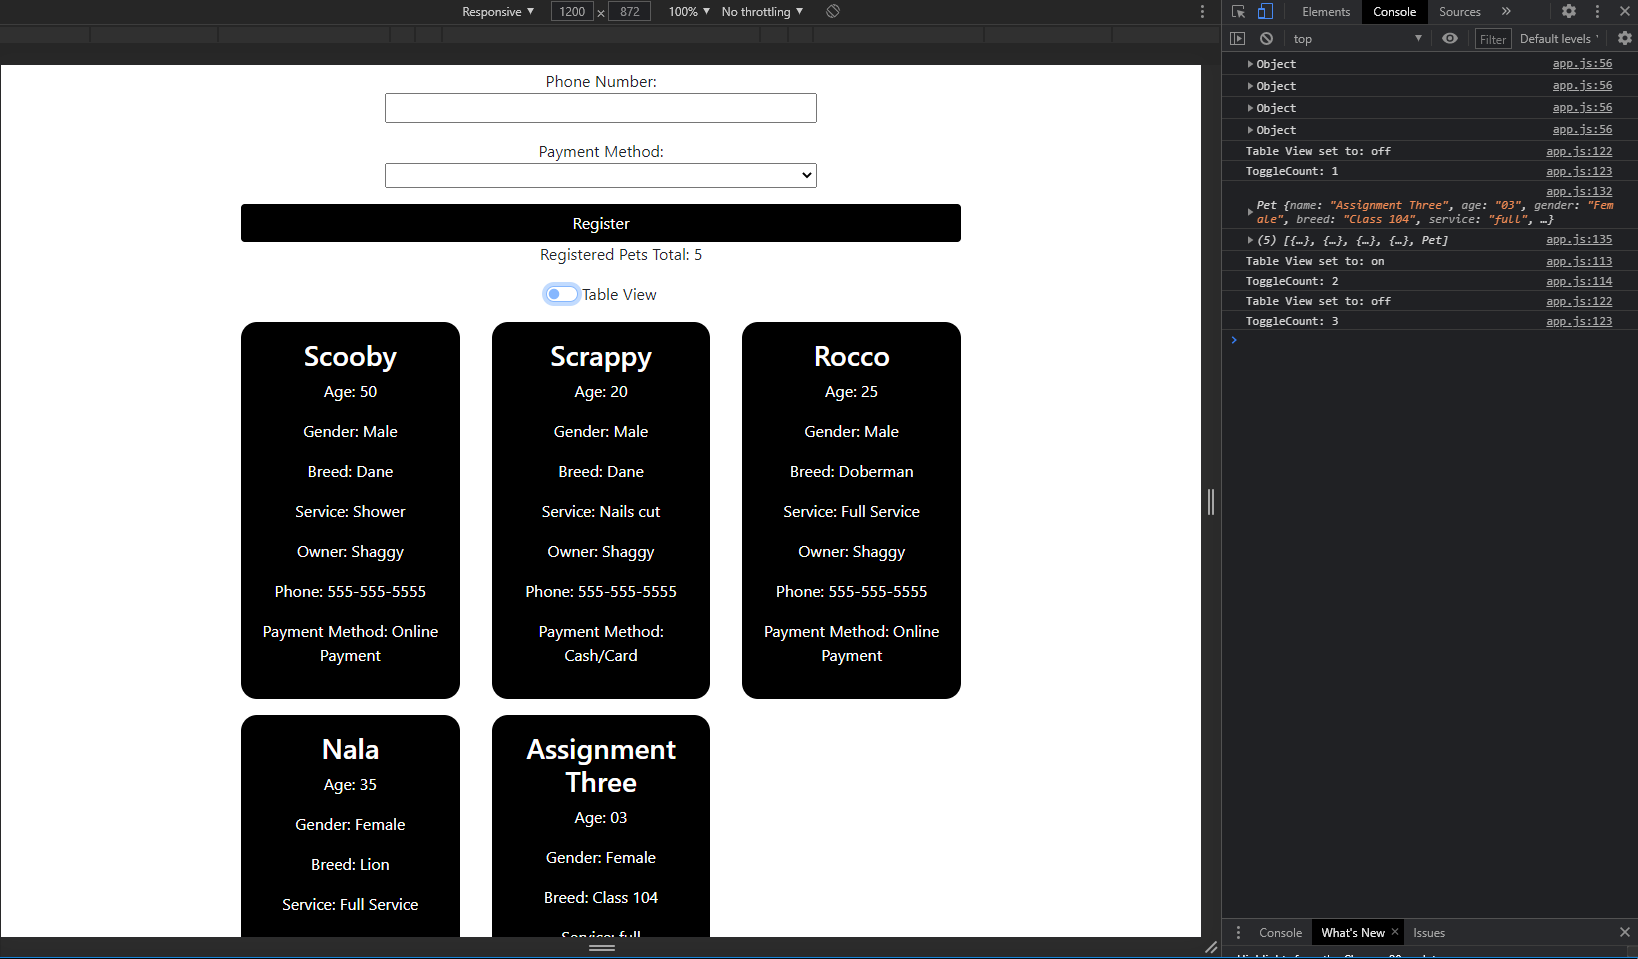 Responsive ▼ 1200 × 872 100% ▼ No throttling ▼
Elements Console Sources »
top ▼ Filter Default levels
Phone Number:
Payment Method:
Register
Registered Pets Total: 5
Table View
Scooby
Age: 50
Gender: Male
Breed: Dane
Service: Shower
Owner: Shaggy
Phone: 555-555-5555
Payment Method: Online
Payment
Scrappy
Age: 20
Gender: Male
Breed: Dane
Service: Nails cut
Owner: Shaggy
Phone: 555-555-5555
Payment Method:
Cash/Card
Rocco
Age: 25
Gender: Male
Breed: Doberman
Service: Full Service
Owner: Shaggy
Phone: 555-555-5555
Payment Method: Online
Payment
Nala
Age: 35
Gender: Female
Breed: Lion
Service: Full Service
Assignment
Three
Age: 03
Gender: Female
Breed: Class 104
Service: full
Object app.js:56
Object app.js:56
Object app.js:56
Object app.js:56
Table View set to: off app.js:122
ToggleCount: 1 app.js:123
app.js:132
Pet {name: "Assignment Three", age: "03", gender: "Fem
ale", breed: "Class 104", service: "full", …}
(5) [{…}, {…}, {…}, {…}, Pet] app.js:135
Table View set to: on app.js:113
ToggleCount: 2 app.js:114
Table View set to: off app.js:122
ToggleCount: 3 app.js:123
Console What's New × Issues